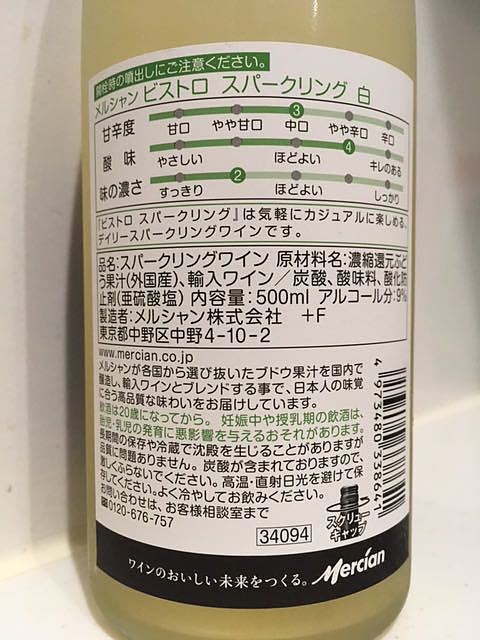 開栓時の噴出しにご注意ください。
メルシャン ビストロ スパークリング 白
甘辛度 3
甘口 やや甘口 中口 やや辛口 辛口
酸味 4
やさしい ほどよい キレのある
味の濃さ 2
すっきり ほどよい しっかり
『ビストロ スパークリング』は気軽にカジュアルに楽しめる、
デイリースパークリングワインです。
品名:スパークリングワイン 原材料名:濃縮還元ぶど
う果汁(外国産)、輸入ワイン/炭酸、酸味料、酸化防
止剤(亜硫酸塩) 内容量:500ml アルコール分:9%
製造者:メルシャン株式会社 +F
東京都中野区中野4-10-2
www.mercian.co.jp
メルシャンが各国から選び抜いたブドウ果汁を国内で
醸造し、輸入ワインとブレンドする事で、日本人の味覚
に合う高品質な味わいをお届けしています。
飲酒は20歳になってから。 妊娠中や授乳期の飲酒は、
胎児・乳児の発育に悪影響を与えるおそれがあります。
長期間の保存や冷蔵で沈殿を生じることがありますが
品質に問題ありません。炭酸が含まれておりますので、
激しくふらないでください。高温・直射日光を避けて保
存してください。よく冷やしてお飲みください。
お問い合わせは、お客様相談室まで
0120-676-757
34094
スクリュー
キャップ
4 973480 338641
ワインのおいしい未来をつくる。 Mercian